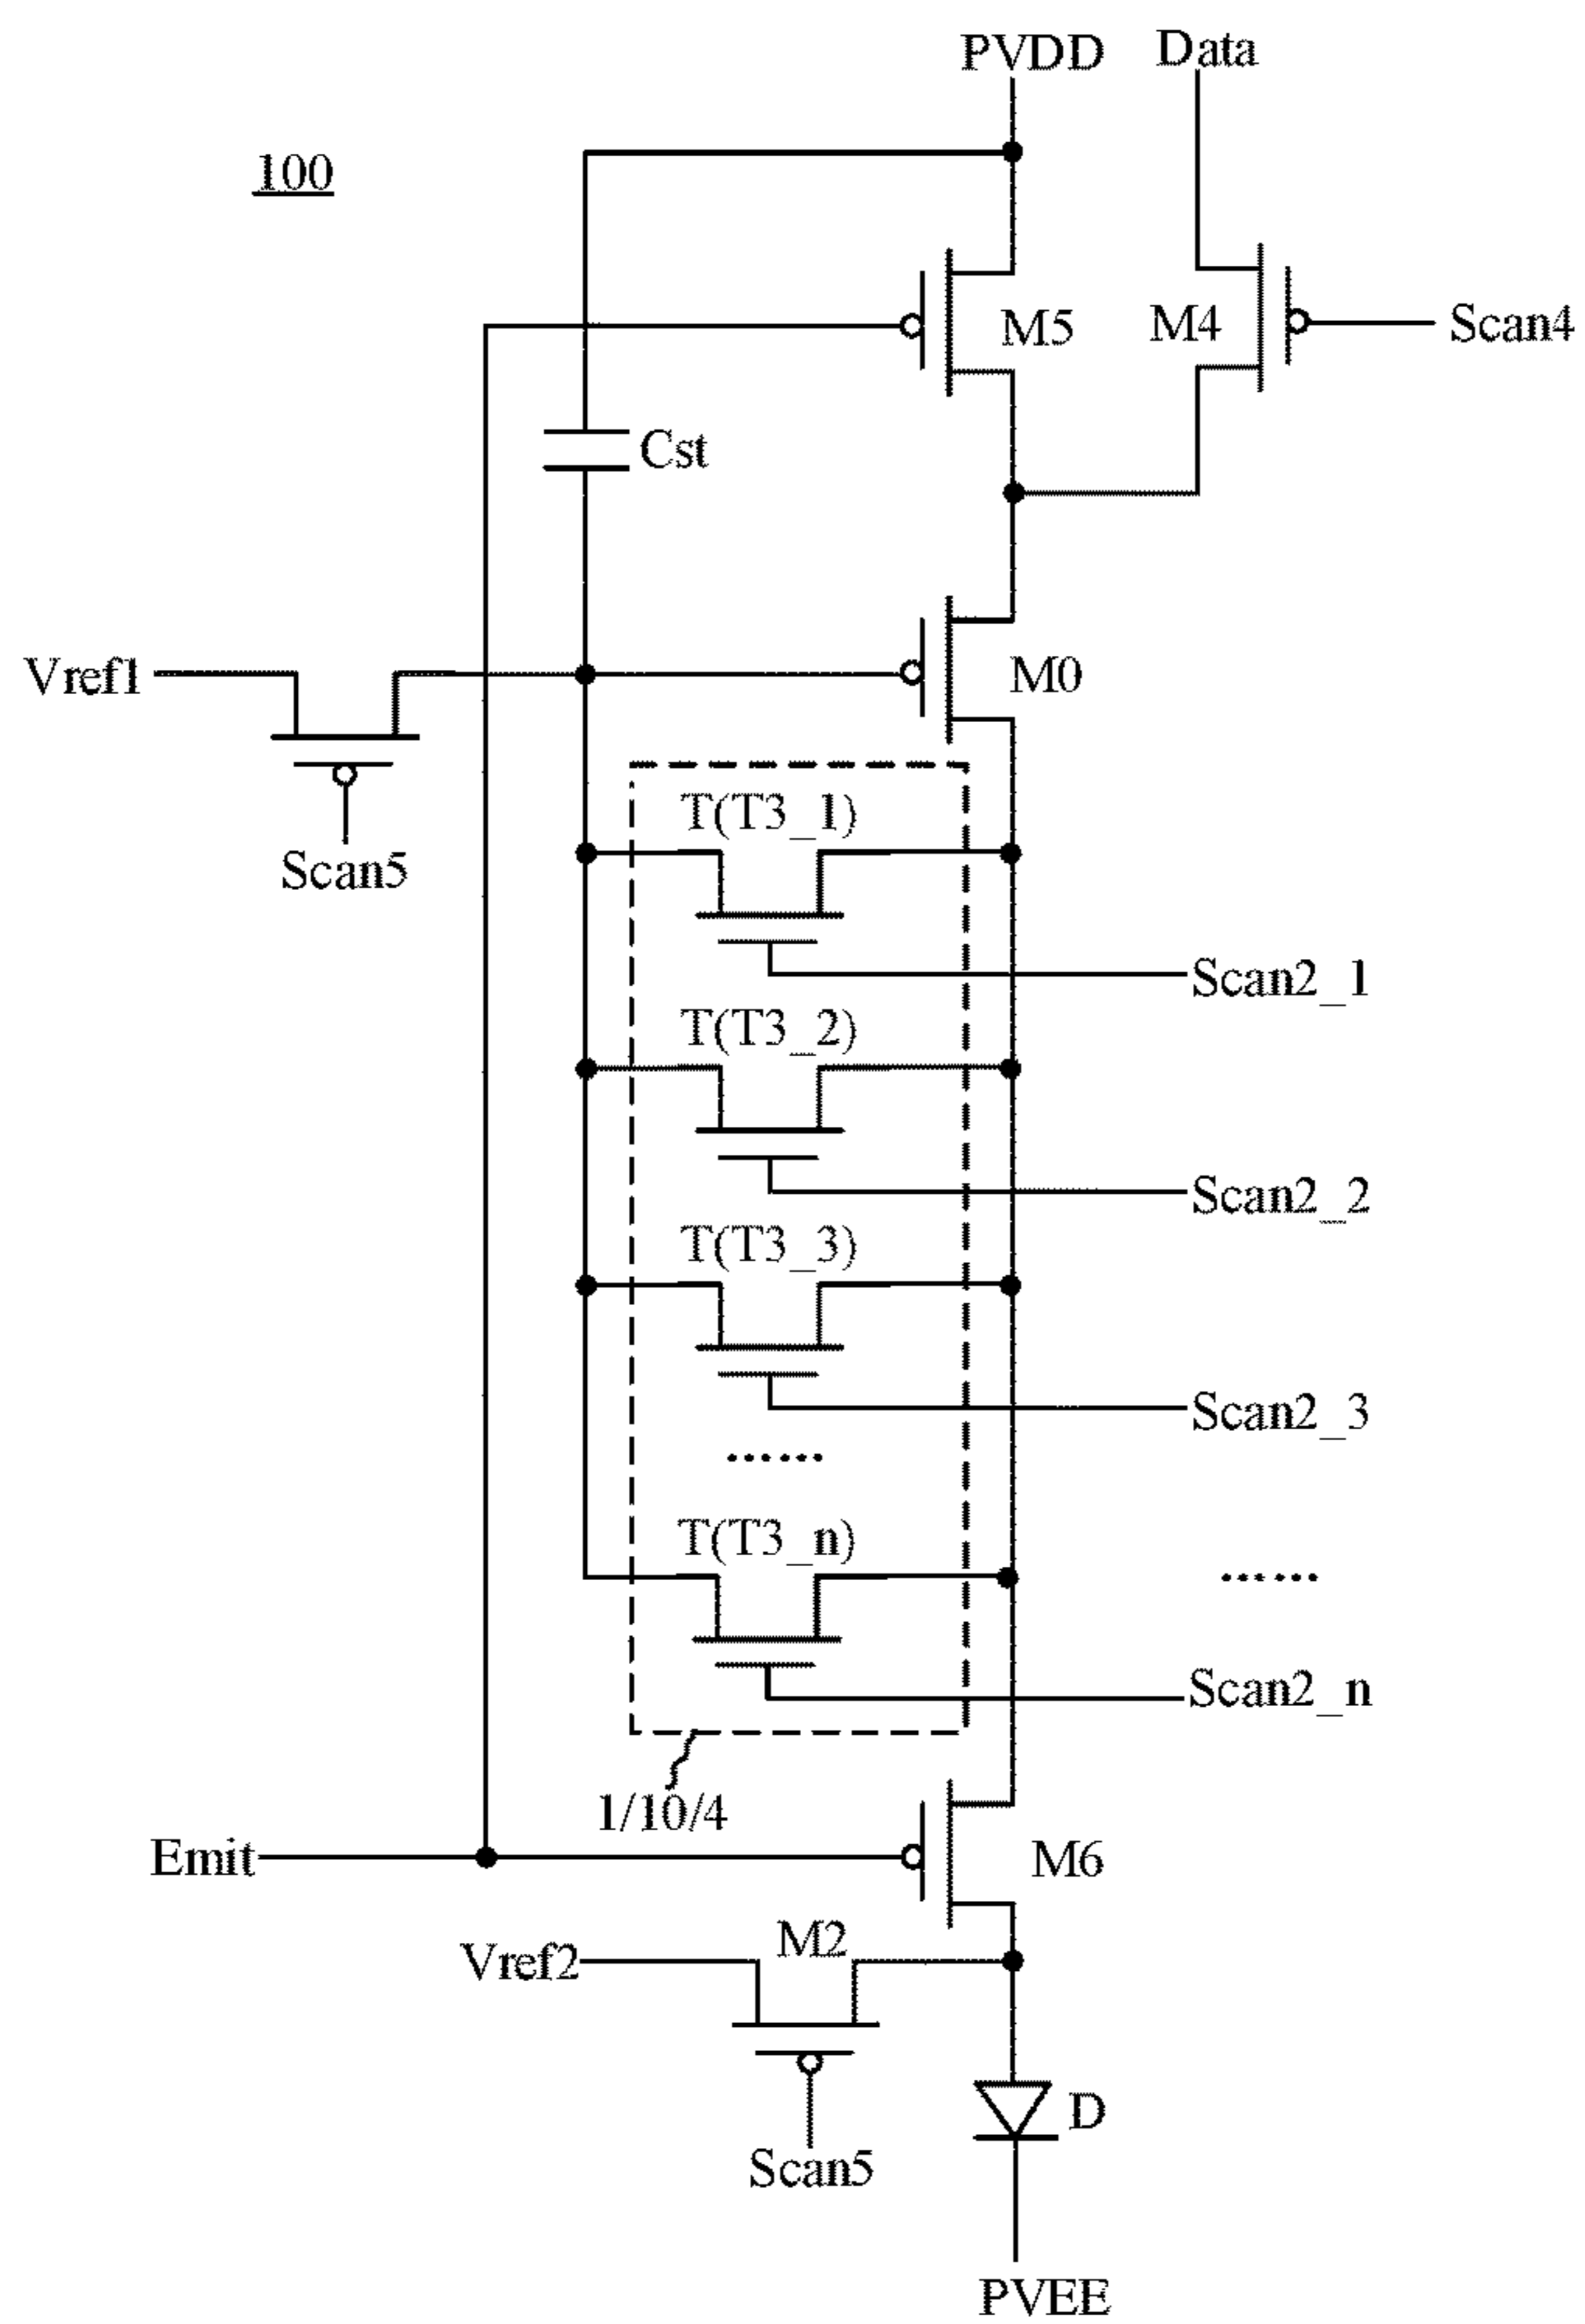 PVDD
Data
100
M5
M4
Scan4
Cst
Vref1
M0
T(T3_1)
Scan5
Scan2_1
T(T3_2)
Scan2_2
T(T3_3)
Scan2_3
......
T(T3_n)
......
Scan2_n
1/10/4
Emit
M6
M2
Vref2
D
Scan5
PVEE